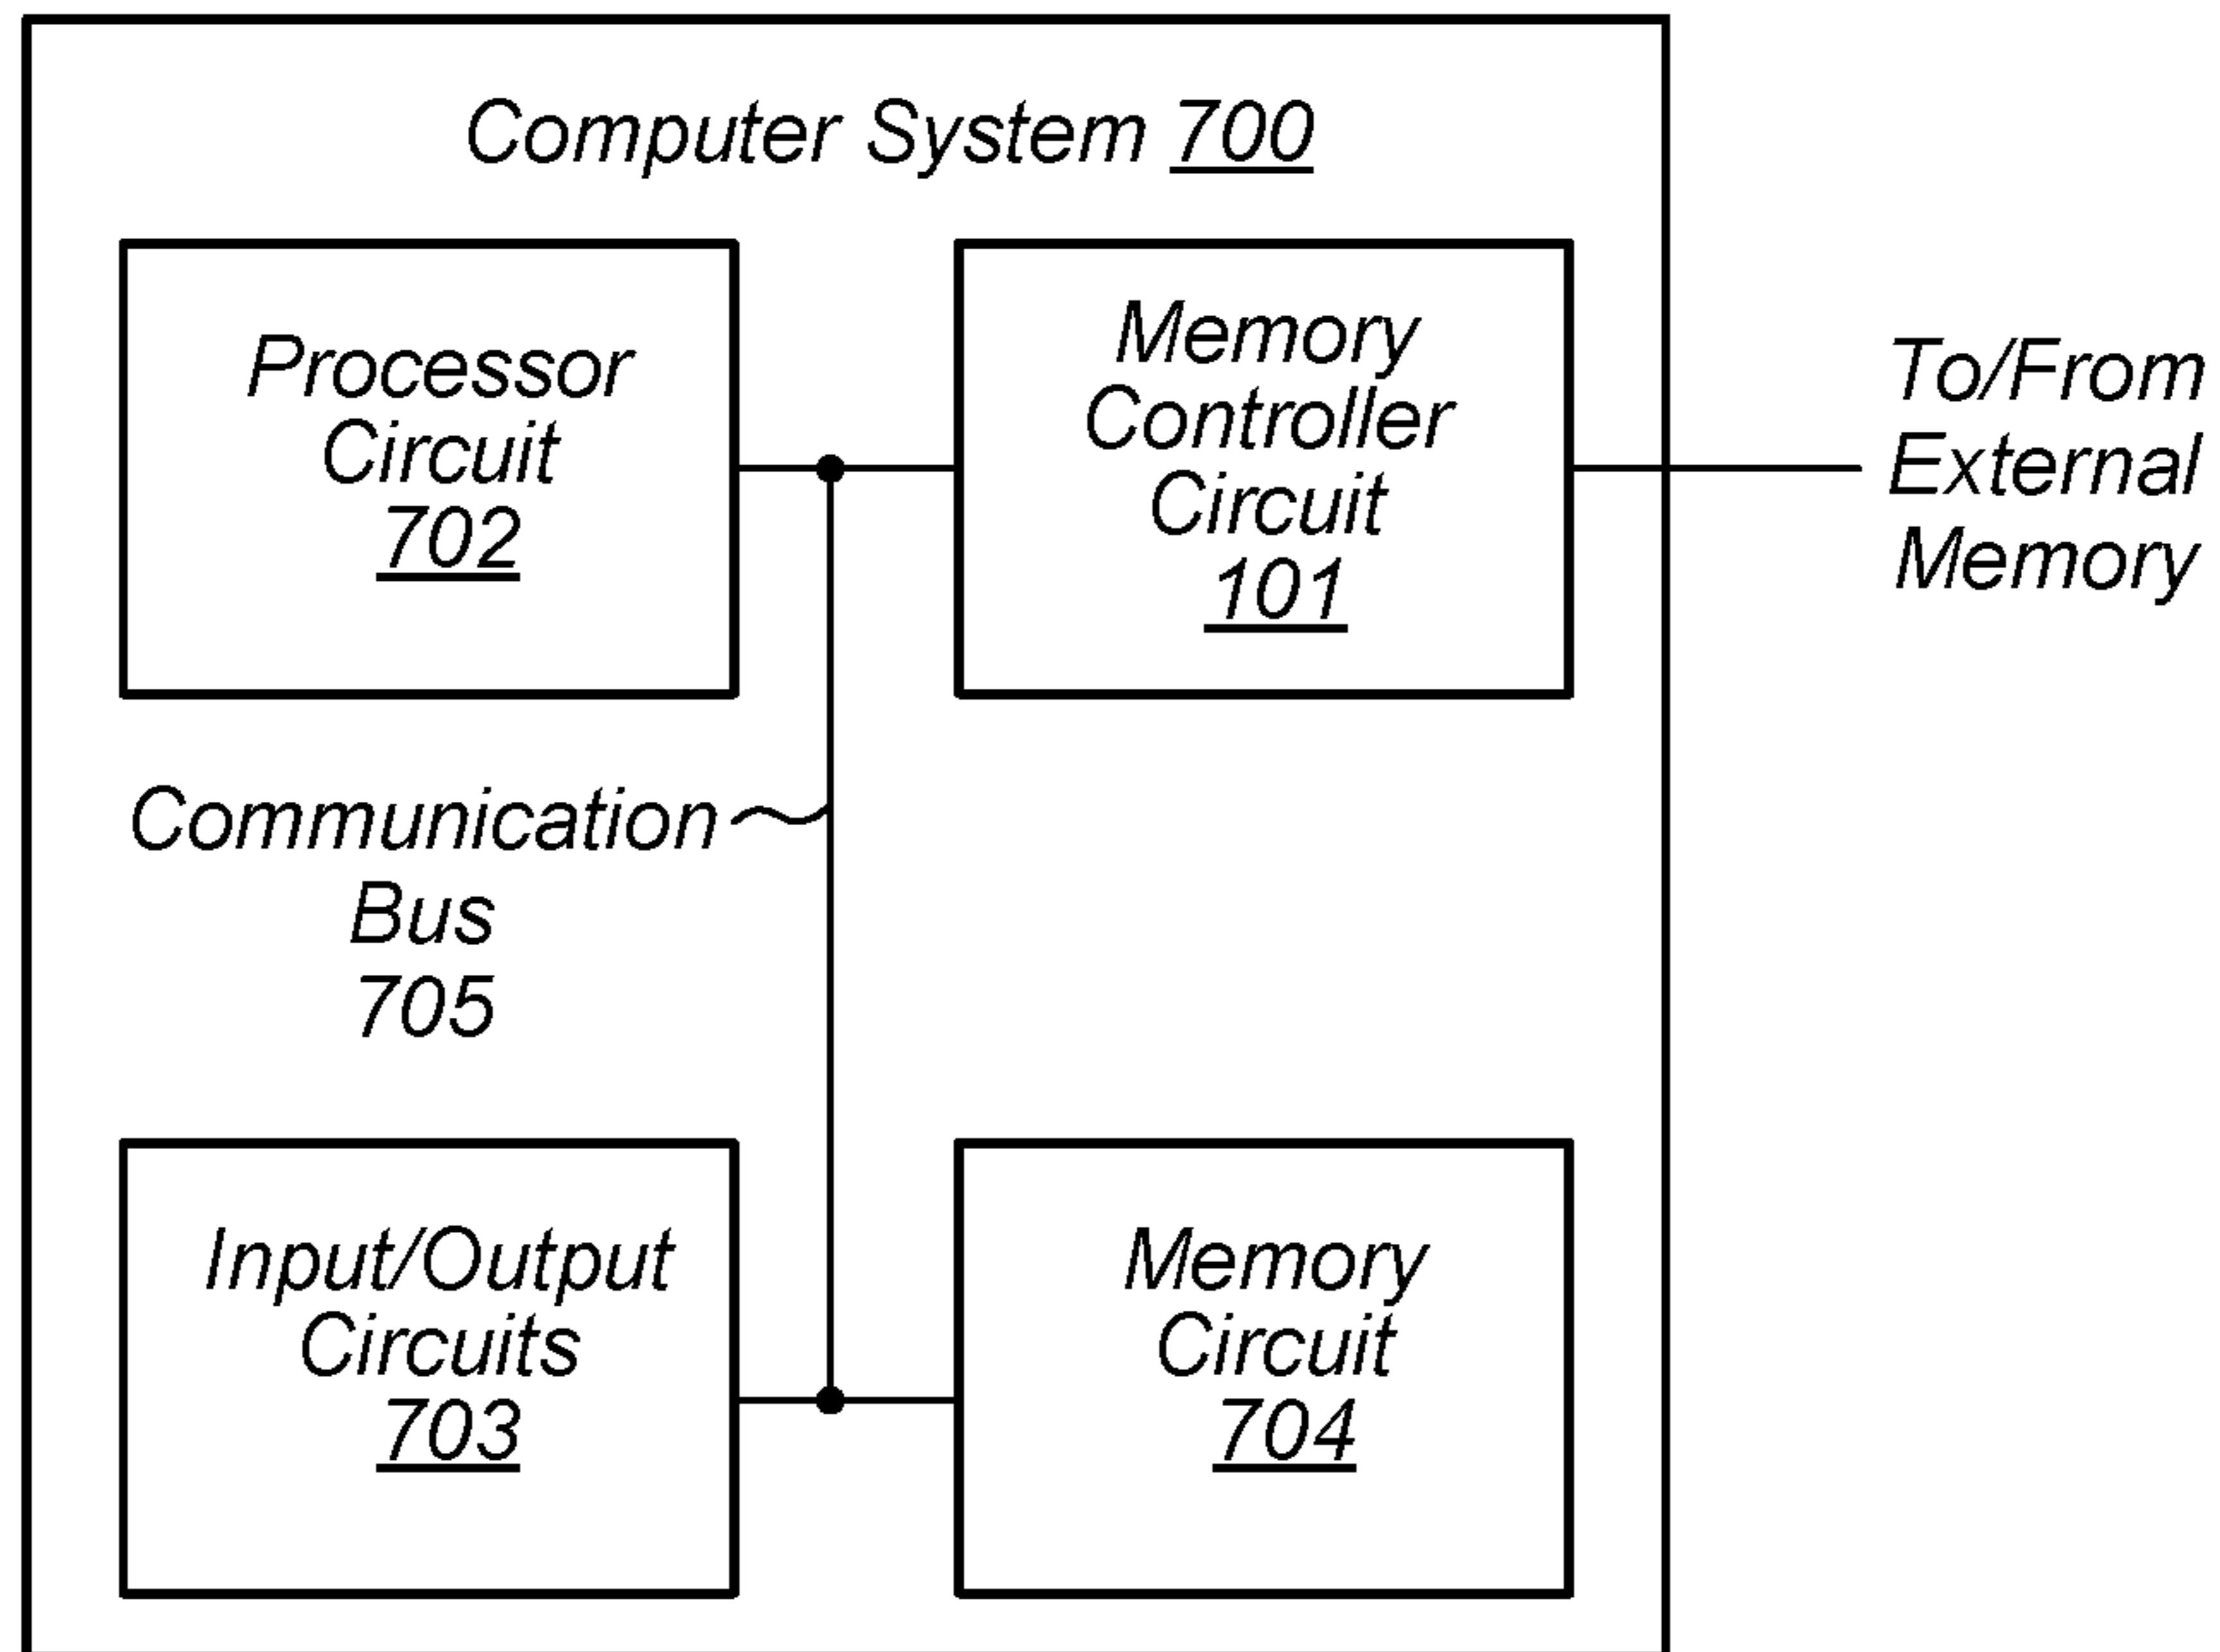 Computer System 700
Processor
Circuit
702
Memory
Controller
Circuit
101
To/From
External
Memory
Communication
Bus
705
Input/Output
Circuits
703
Memory
Circuit
704